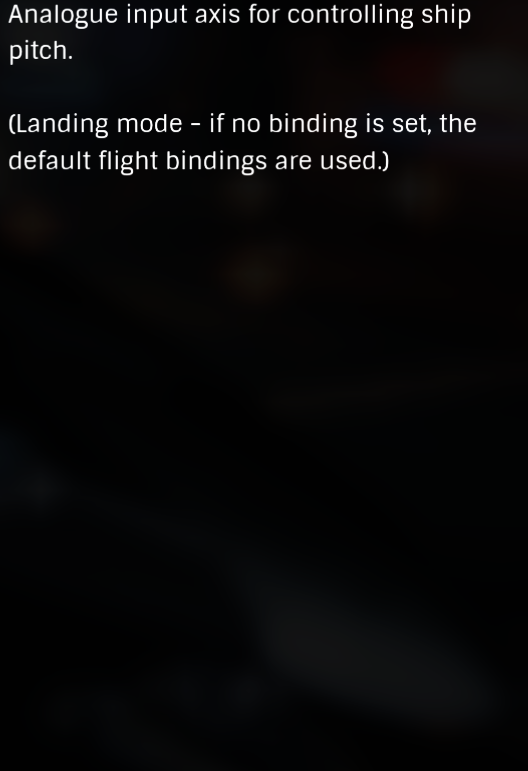 Analogue input axis for controlling ship
pitch.
(Landing mode - if no binding is set, the
default flight bindings are used.)